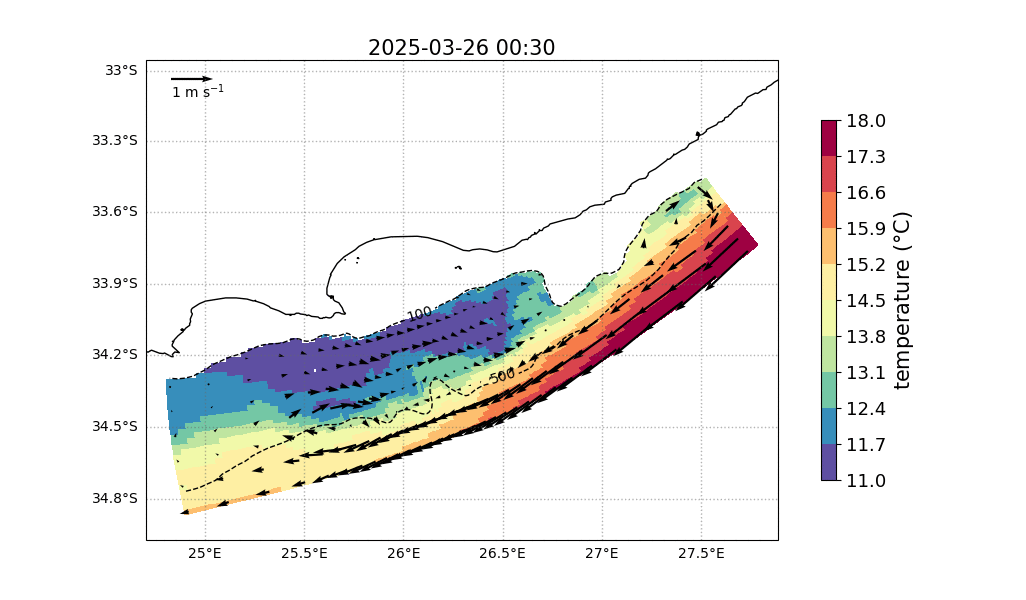 2025-03-26 00:30
33°S
33.3°S
33.6°S
33.9°S
34.2°S
34.5°S
34.8°S
1 m s⁻¹
100
500
25°E
25.5°E
26°E
26.5°E
27°E
27.5°E
18.0
17.3
16.6
15.9
15.2
14.5
13.8
13.1
12.4
11.7
11.0
temperature (°C)